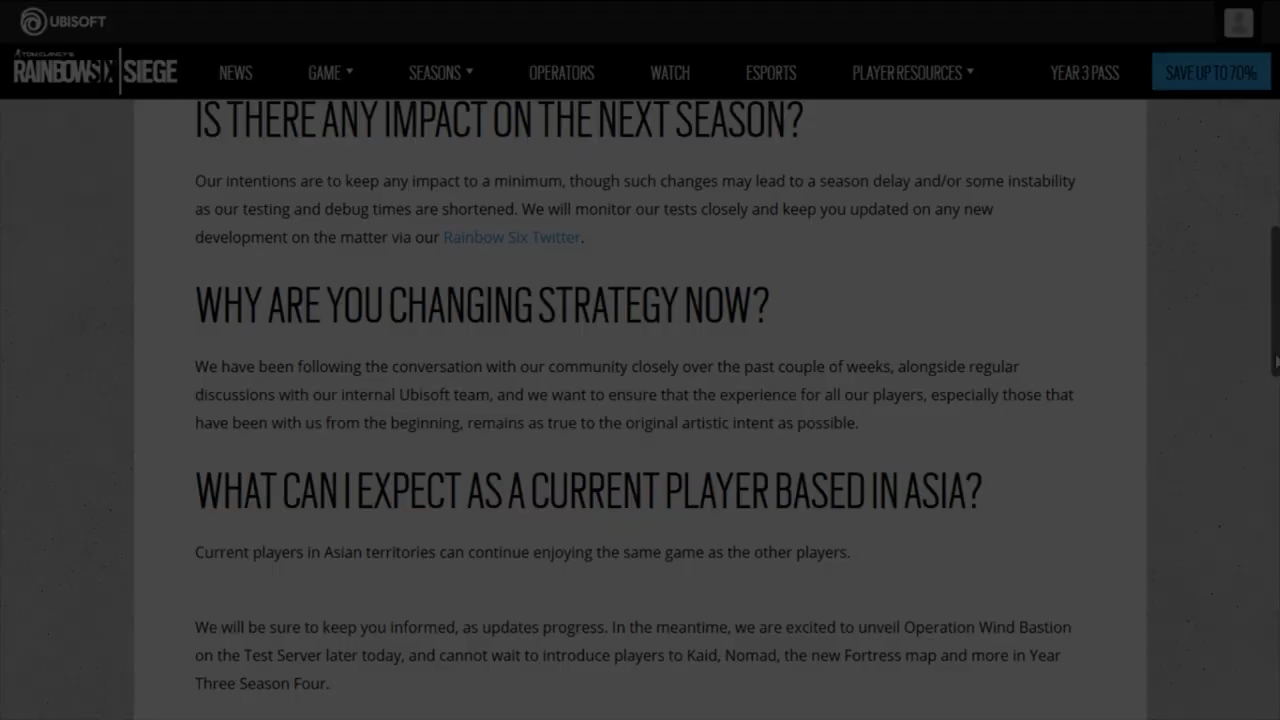 UBISOFT
TOM CLANCY'S
RAINBOWSIX | SIEGE
NEWS GAME SEASONS OPERATORS WATCH ESPORTS PLAYER RESOURCES YEAR 3 PASS SAVE UP TO 70%
IS THERE ANY IMPACT ON THE NEXT SEASON?
Our intentions are to keep any impact to a minimum, though such changes may lead to a season delay and/or some instability
as our testing and debug times are shortened. We will monitor our tests closely and keep you updated on any new
development on the matter via our Rainbow Six Twitter.
WHY ARE YOU CHANGING STRATEGY NOW?
We have been following the conversation with our community closely over the past couple of weeks, alongside regular
discussions with our internal Ubisoft team, and we want to ensure that the experience for all our players, especially those that
have been with us from the beginning, remains as true to the original artistic intent as possible.
WHAT CAN I EXPECT AS A CURRENT PLAYER BASED IN ASIA?
Current players in Asian territories can continue enjoying the same game as the other players.
We will be sure to keep you informed, as updates progress. In the meantime, we are excited to unveil Operation Wind Bastion
on the Test Server later today, and cannot wait to introduce players to Kaid, Nomad, the new Fortress map and more in Year
Three Season Four.